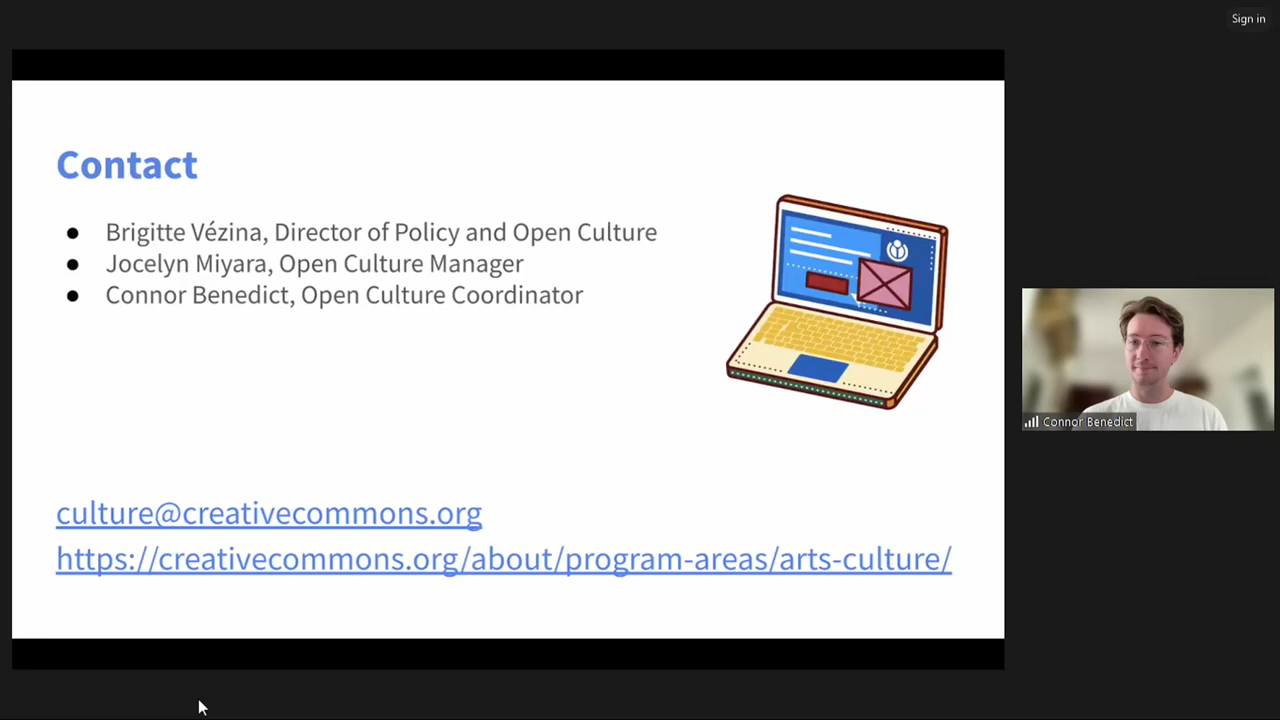 Sign in
Contact
● Brigitte Vézina, Director of Policy and Open Culture
● Jocelyn Miyara, Open Culture Manager
● Connor Benedict, Open Culture Coordinator
culture@creativecommons.org
https://creativecommons.org/about/program-areas/arts-culture/
Connor Benedict